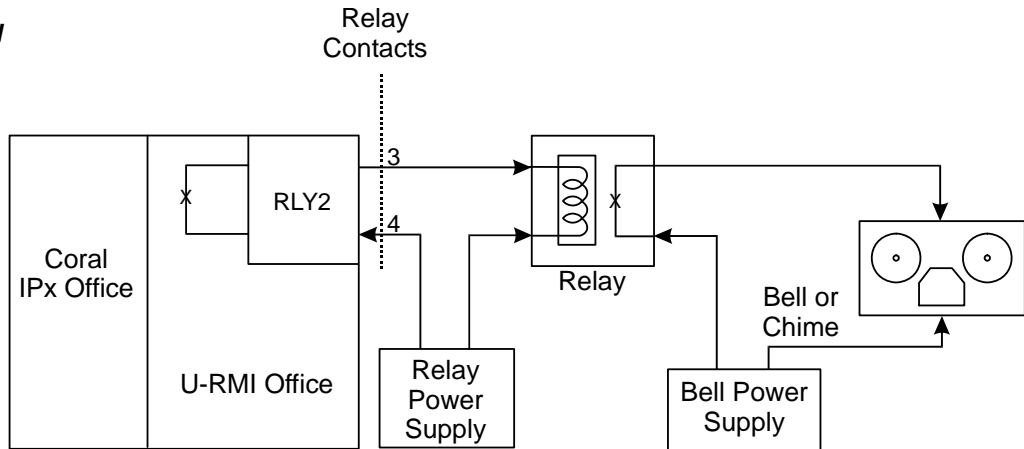 Relay
Contacts
3
X
RLY2
4
X
Coral
IPx Office
Relay
Bell or
Chime
U-RMI Office
Relay
Power
Supply
Bell Power
Supply